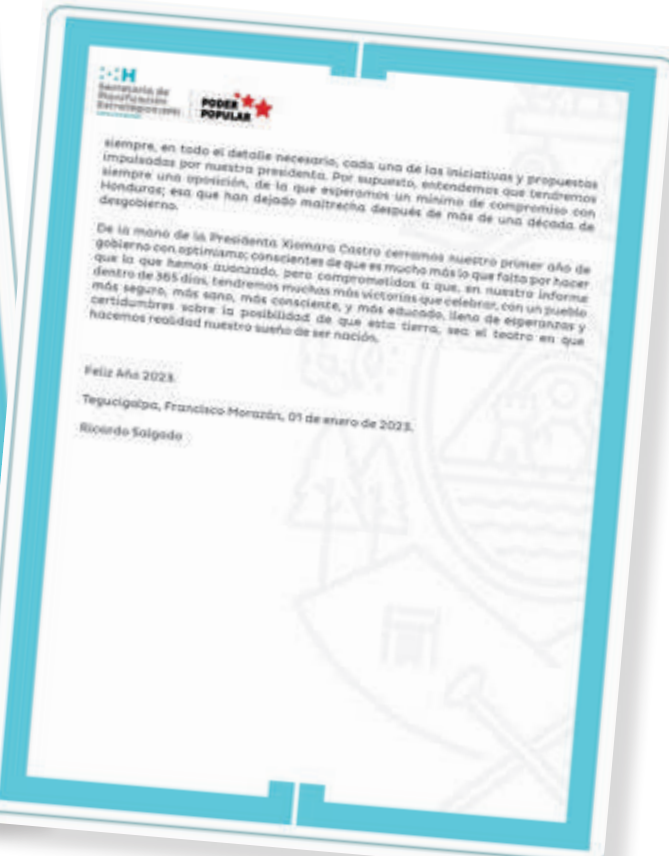 H
Secretaría de
Planificación
Estratégica
PODER
POPULAR
siempre, en todo el detalle necesario, cada una de las iniciativas y propuestas
impulsadas por nuestra presidenta. Por supuesto, entendemos que tendremos
siempre una oposición, de la que esperamos un mínimo de compromiso con
Honduras; esa que han dejado maltrecha después de más de una década de
desgobierno.
De la mano de la Presidenta Xiomara Castro cerramos nuestro primer año de
gobierno con optimismo; conscientes de que es mucho más lo que falta por hacer
que lo que hemos avanzado, pero comprometidos a que, en nuestro informe
dentro de 365 días, tendremos muchas más victorias que celebrar, con un pueblo
más seguro, más sano, más consciente, y más educado, lleno de esperanzas y
certidumbres sobre la posibilidad de que esta tierra, sea el teatro en que
hacemos realidad nuestro sueño de ser nación.
Feliz Año 2023.
Tegucigalpa, Francisco Morazán, 01 de enero de 2023.
Ricardo Salgado